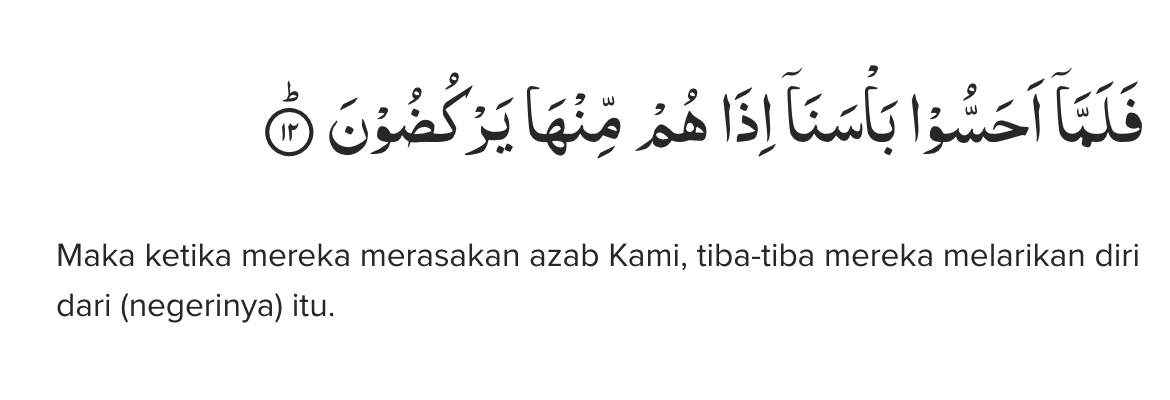 فَلَمَّآ اَحَسُّوْا بَأْسَنَآ اِذَا هُمْ مِّنْهَا يَرْكُضُوْنَ ۗ ١٢
Maka ketika mereka merasakan azab Kami, tiba-tiba mereka melarikan diri
dari (negerinya) itu.